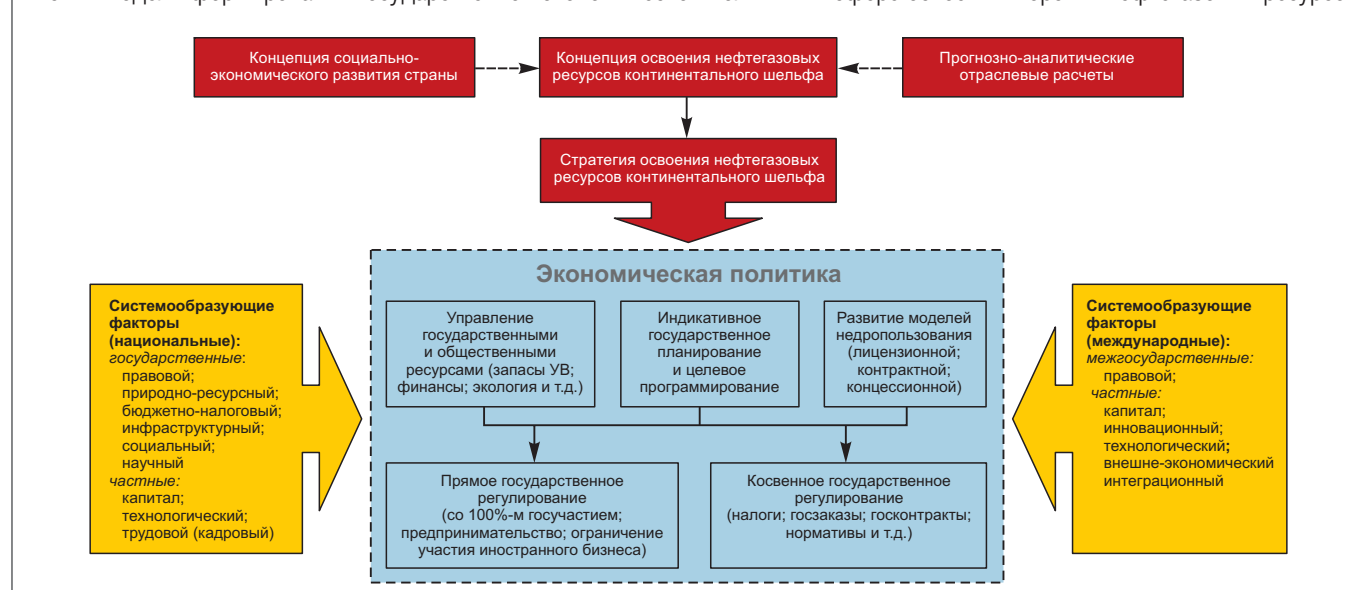 Концепция социально-
экономического развития страны
Концепция освоения нефтегазовых
ресурсов континентального шельфа
Прогнозно-аналитические
отраслевые расчеты
Стратегия освоения нефтегазовых
ресурсов континентального шельфа
Экономическая политика
Системообразующие
факторы
(национальные):
государственные:
правовой;
природно-ресурсный;
бюджетно-налоговый;
инфраструктурный;
социальный;
научный
частные:
капитал;
технологический;
трудовой (кадровый)
Управление
государственными
и общественными
ресурсами (запасы УВ;
финансы; экология и т.д.)
Индикативное
государственное
планирование
и целевое
программирование
Развитие моделей
недропользования
(лицензионной;
контрактной;
концессионной)
Прямое государственное
регулирование
(со 100%-м госучастием;
предпринимательство; ограничение
участия иностранного бизнеса)
Косвенное государственное
регулирование
(налоги; госзаказы; госконтракты;
нормативы и т.д.)
Системообразующие
факторы
(международные):
межгосударственные:
правовой;
частные:
капитал;
инновационный;
технологический;
внешне-экономический
интеграционный